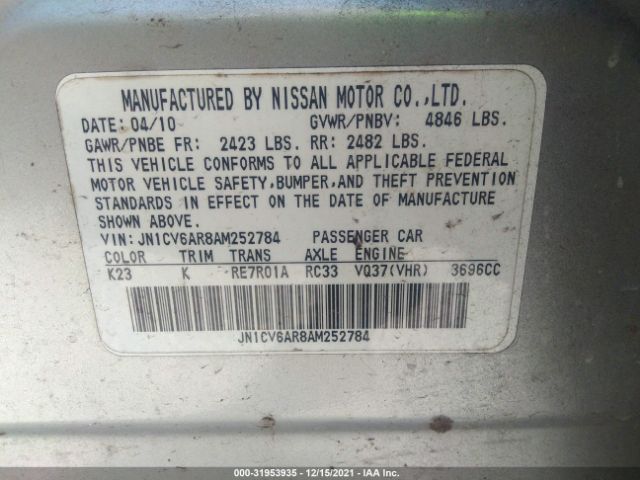 MANUFACTURED BY NISSAN MOTOR CO.,LTD.
DATE: 04/10 GVWR/PNBV: 4846 LBS.
GAWR/PNBE FR: 2423 LBS. RR: 2482 LBS.
THIS VEHICLE CONFORMS TO ALL APPLICABLE FEDERAL
MOTOR VEHICLE SAFETY,BUMPER,AND THEFT PREVENTION
STANDARDS IN EFFECT ON THE DATE OF MANUFACTURE
SHOWN ABOVE.
VIN: JN1CV6AR8AM252784 PASSENGER CAR
COLOR TRIM TRANS AXLE ENGINE
K23 K RE7R01A RC33 VQ37(VHR) 3696CC
JN1CV6AR8AM252784
000-31953935 - 12/15/2021 - IAA Inc.